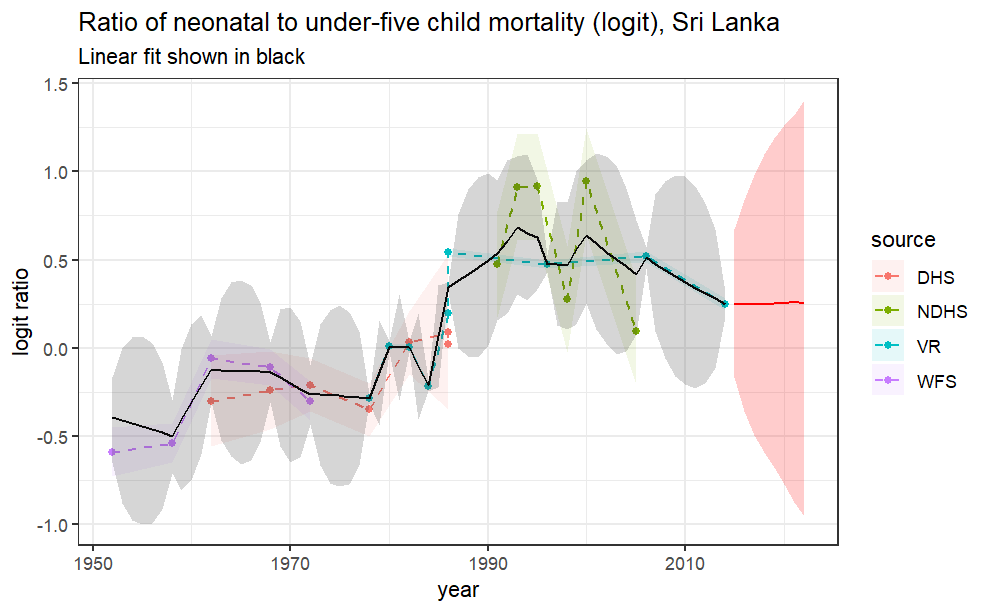 Ratio of neonatal to under-five child mortality (logit), Sri Lanka
Linear fit shown in black
logit ratio
1.5
1.0
0.5
0.0
-0.5
-1.0
1950 1970 1990 2010
year
source
DHS
NDHS
VR
WFS